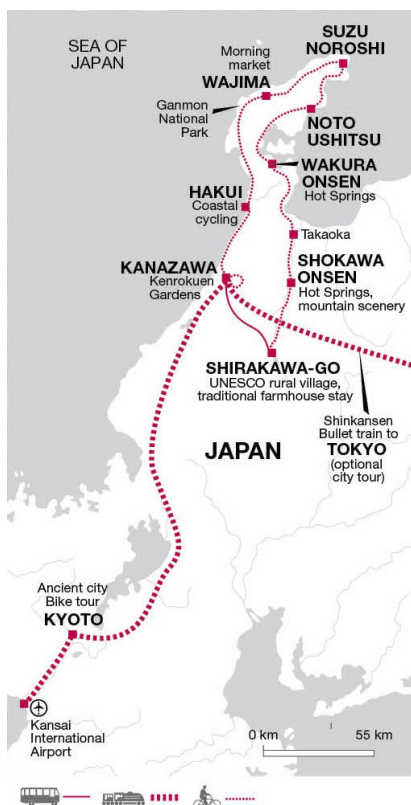 SEA OF
JAPAN
Morning
market
WAJIMA
SUZU
NOROSHI
Ganmon
National
Park
NOTO
USHITSU
WAKURA
ONSEN
Hot Springs
HAKUI
Coastal
cycling
Takaoka
KANAZAWA
Kenrokuen
Gardens
SHOKAWA
ONSEN
Hot Springs,
mountain scenery
SHIRAKAWA-GO
UNESCO rural village,
traditional farmhouse stay
Shinkansen
Bullet train to
TOKYO
(optional
city tour)
JAPAN
Ancient city
Bike tour
KYOTO
Kansai
International
Airport
0 km
55 km